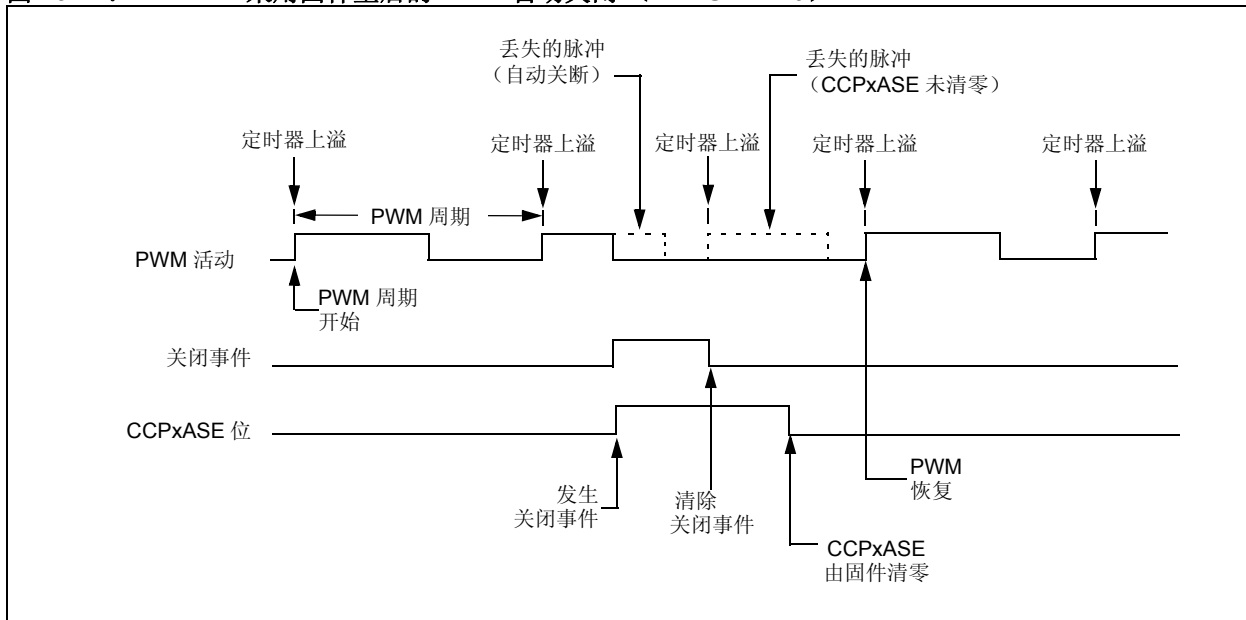 丢失的脉冲
（自动关断）
丢失的脉冲
（CCPxASE 未清零）
定时器上溢
定时器上溢
定时器上溢
定时器上溢
定时器上溢
PWM 周期
PWM 活动
PWM 周期
开始
关闭事件
CCPxASE 位
发生
关闭事件
清除
关闭事件
PWM
恢复
CCPxASE
由固件清零